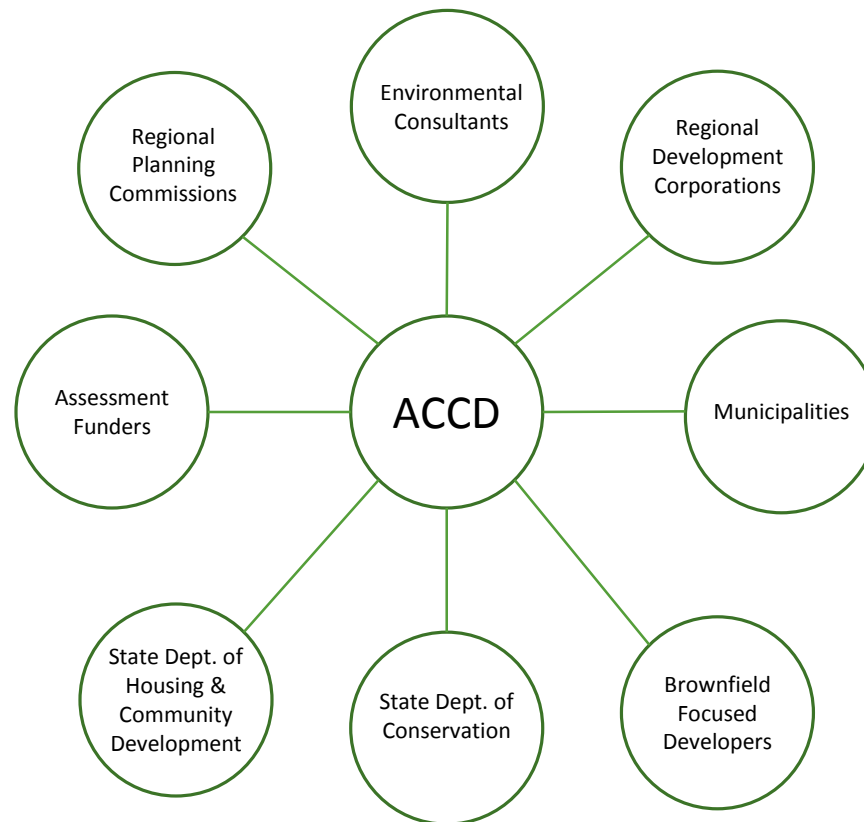 Environmental
Consultants
Regional
Planning
Commissions
Regional
Development
Corporations
Assessment
Funders
ACCD
Municipalities
State Dept. of
Housing &
Community
Development
State Dept. of
Conservation
Brownfield
Focused
Developers